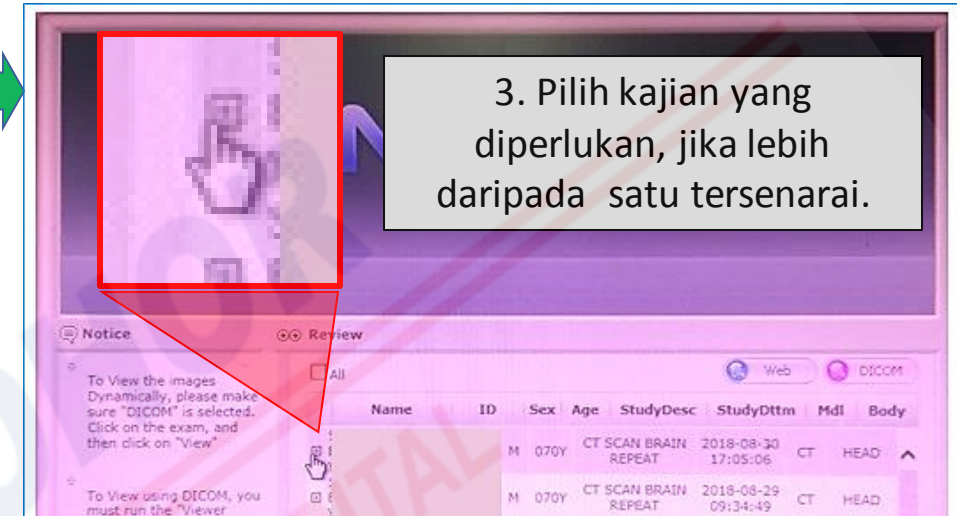 3. Pilih kajian yang
diperlukan, jika lebih
daripada satu tersenarai.
Notice
Review
To View the images
Dynamically, please make
sure "DICOM" is selected.
Click on the exam, and
then click on "View"
To View using DICOM, you
must run the "Viewer
All
Web DICOM
Name ID Sex Age StudyDesc StudyDttm Mdl Body
M 070Y CT SCAN BRAIN REPEAT 2018-08-30 17:05:06 CT HEAD
M 070Y CT SCAN BRAIN REPEAT 2018-08-29 09:34:49 CT HEAD